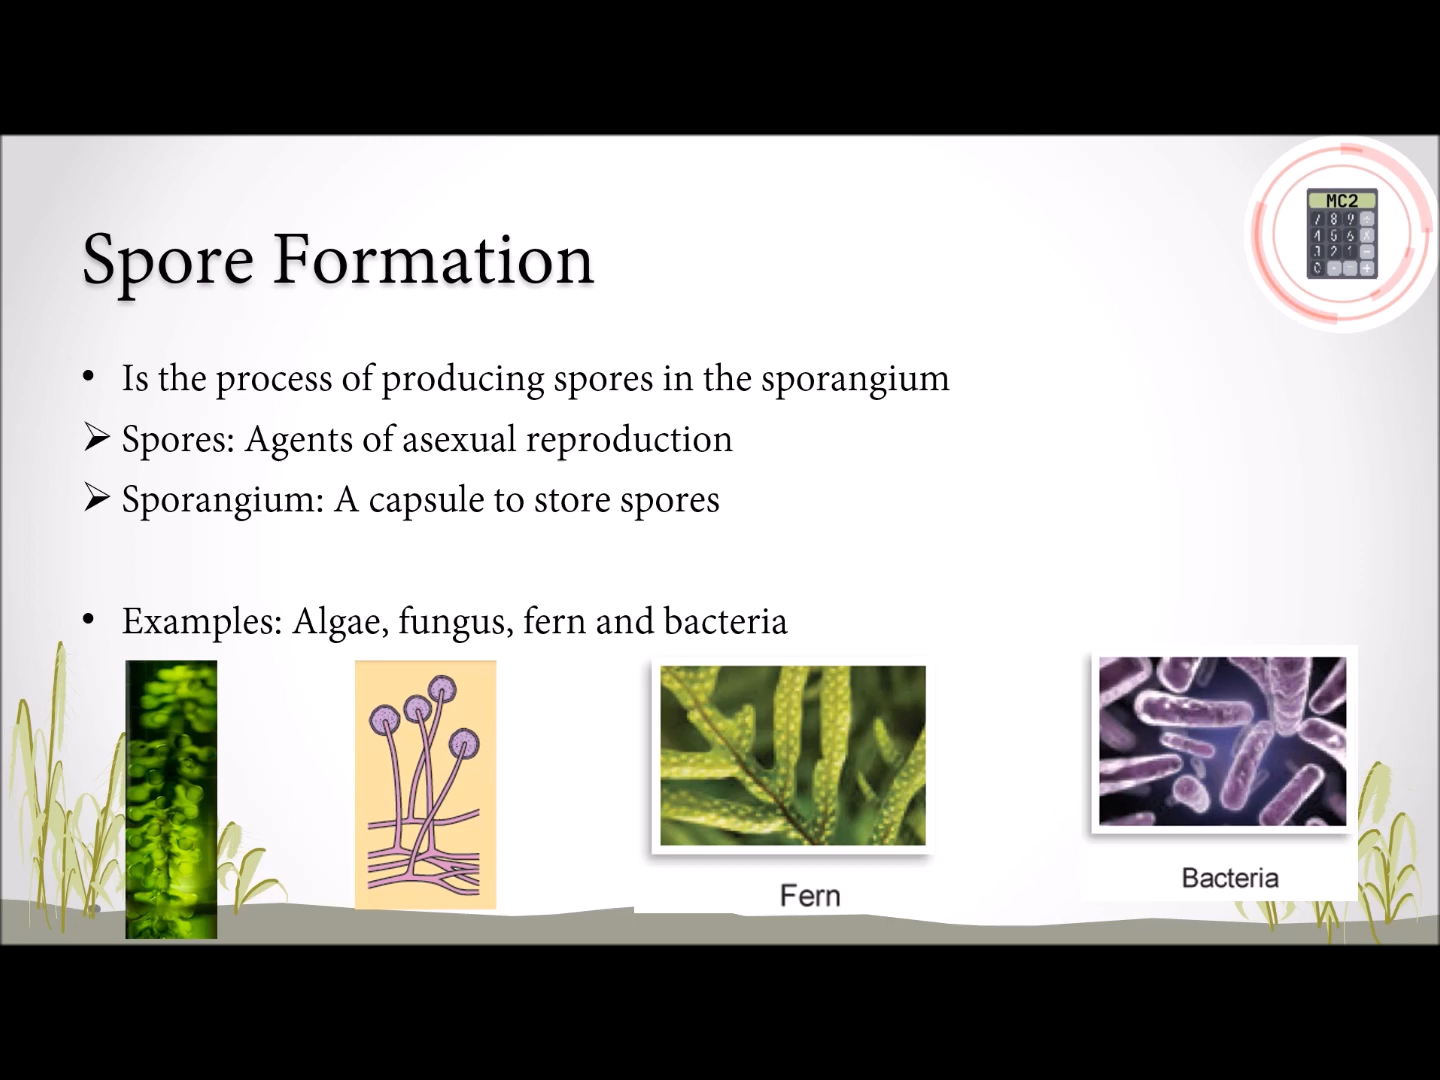 MC2
Spore Formation
• Is the process of producing spores in the sporangium
➢ Spores: Agents of asexual reproduction
➢ Sporangium: A capsule to store spores
• Examples: Algae, fungus, fern and bacteria
Fern
Bacteria